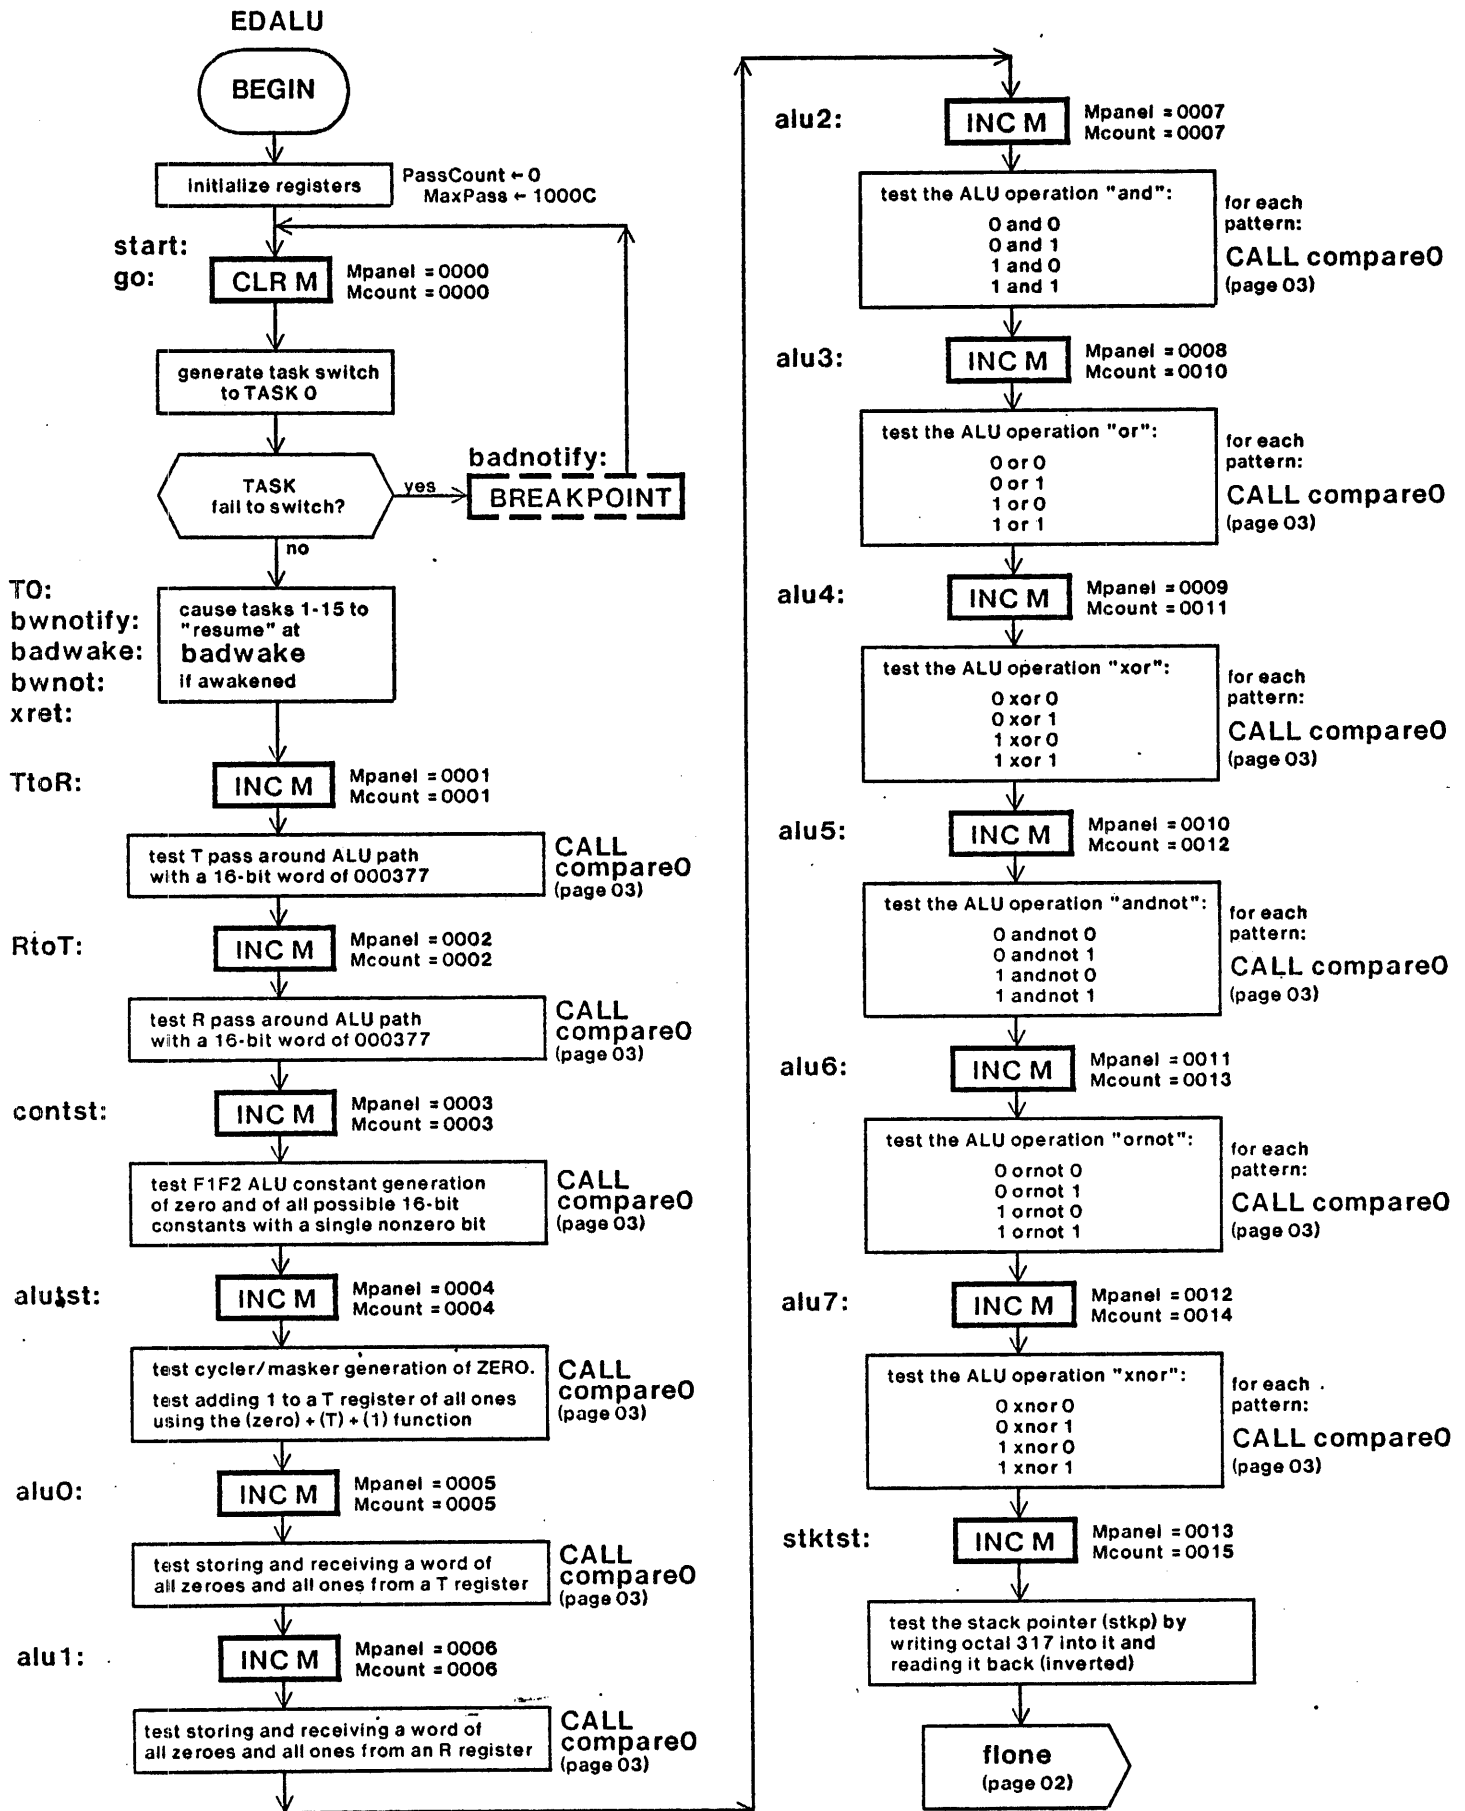 EDALU
BEGIN
initialize registers
PassCount ← 0
MaxPass ← 1000C
start:
go:
CLR M
Mpanel = 0000
Mcount = 0000
generate task switch
to TASK 0
TASK
fail to switch?
yes
badnotify:
BREAKPOINT
no
T0:
bwnotify:
badwake:
bwnot:
xret:
cause tasks 1-15 to
"resume" at
badwake
if awakened
TtoR:
INC M
Mpanel = 0001
Mcount = 0001
test T pass around ALU path
with a 16-bit word of 000377
CALL
compare0
(page 03)
RtoT:
INC M
Mpanel = 0002
Mcount = 0002
test R pass around ALU path
with a 16-bit word of 000377
CALL
compare0
(page 03)
contst:
INC M
Mpanel = 0003
Mcount = 0003
test F1F2 ALU constant generation
of zero and of all possible 16-bit
constants with a single nonzero bit
CALL
compare0
(page 03)
alutst:
INC M
Mpanel = 0004
Mcount = 0004
test cycler/masker generation of ZERO.
test adding 1 to a T register of all ones
using the (zero) + (T) + (1) function
CALL
compare0
(page 03)
alu0:
INC M
Mpanel = 0005
Mcount = 0005
test storing and receiving a word of
all zeroes and all ones from a T register
CALL
compare0
(page 03)
alu1:
INC M
Mpanel = 0006
Mcount = 0006
test storing and receiving a word of
all zeroes and all ones from an R register
CALL
compare0
(page 03)
alu2:
INC M
Mpanel = 0007
Mcount = 0007
test the ALU operation "and":
0 and 0
0 and 1
1 and 0
1 and 1
for each
pattern:
CALL compare0
(page 03)
alu3:
INC M
Mpanel = 0008
Mcount = 0010
test the ALU operation "or":
0 or 0
0 or 1
1 or 0
1 or 1
for each
pattern:
CALL compare0
(page 03)
alu4:
INC M
Mpanel = 0009
Mcount = 0011
test the ALU operation "xor":
0 xor 0
0 xor 1
1 xor 0
1 xor 1
for each
pattern:
CALL compare0
(page 03)
alu5:
INC M
Mpanel = 0010
Mcount = 0012
test the ALU operation "andnot":
0 andnot 0
0 andnot 1
1 andnot 0
1 andnot 1
for each
pattern:
CALL compare0
(page 03)
alu6:
INC M
Mpanel = 0011
Mcount = 0013
test the ALU operation "ornot":
0 ornot 0
0 ornot 1
1 ornot 0
1 ornot 1
for each
pattern:
CALL compare0
(page 03)
alu7:
INC M
Mpanel = 0012
Mcount = 0014
test the ALU operation "xnor":
0 xnor 0
0 xnor 1
1 xnor 0
1 xnor 1
for each
pattern:
CALL compare0
(page 03)
stktst:
INC M
Mpanel = 0013
Mcount = 0015
test the stack pointer (stkp) by
writing octal 317 into it and
reading it back (inverted)
flone
(page 02)